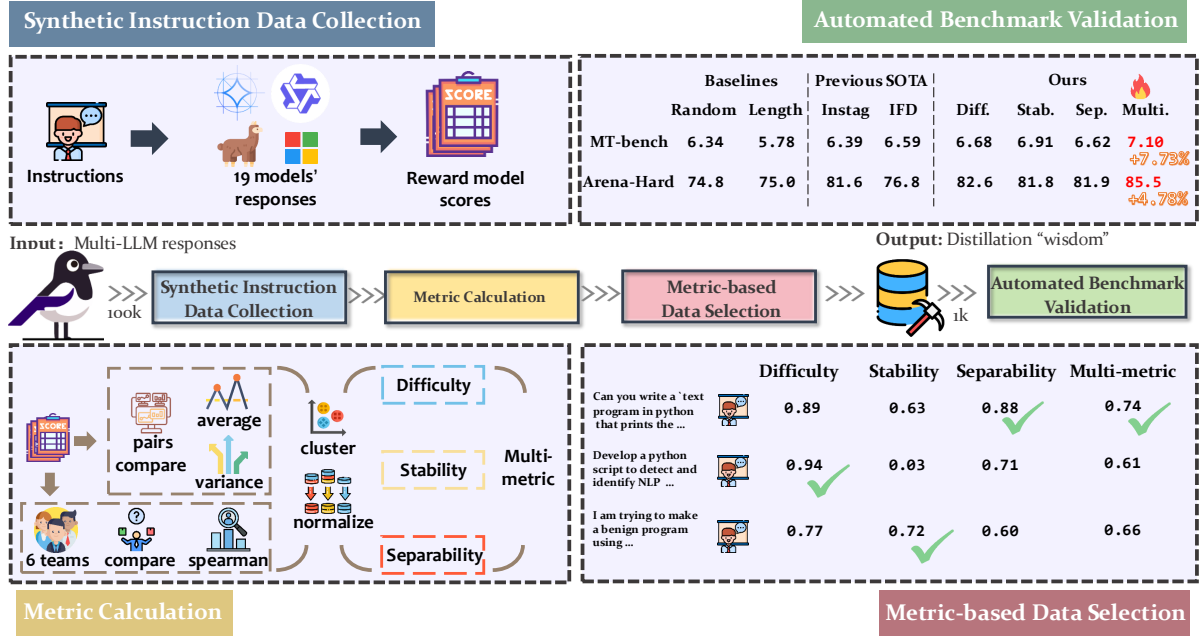 Synthetic Instruction Data Collection
Automated Benchmark Validation
Instructions
19 models'
responses
SCORE
Reward model
scores
Baselines Previous SOTA Ours
Random Length Instag IFD Diff. Stab. Sep. Multi.
MT-bench 6.34 5.78 6.39 6.59 6.68 6.91 6.62 7.10
+7.73%
Arena-Hard 74.8 75.0 81.6 76.8 82.6 81.8 81.9 85.5
+4.78%
Input: Multi-LLM responses
Output: Distillation “wisdom”
100k
Synthetic Instruction
Data Collection
Metric Calculation
Metric-based
Data Selection
1k
Automated Benchmark
Validation
SCORE
pairs
compare
average
variance
6 teams
compare
spearman
cluster
normalize
Difficulty
Stability
Separability
Multi-
metric
Difficulty Stability Separability Multi-metric
Can you write a `text
program in python
that prints the ...
0.89 0.63 0.88 0.74
Develop a python
script to detect and
identify NLP ...
0.94 0.03 0.71 0.61
I am trying to make
a benign program
using ...
0.77 0.72 0.60 0.66
Metric Calculation
Metric-based Data Selection